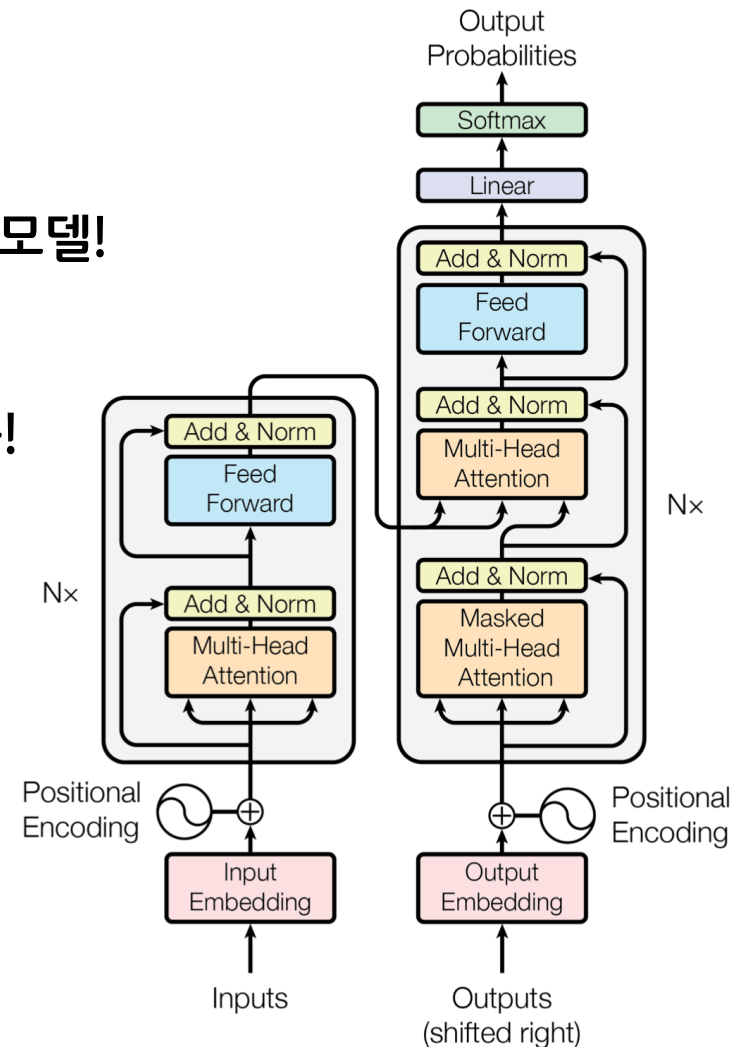 모델!
!
Output
Probabilities
Softmax
Linear
Add & Norm
Feed
Forward
Add & Norm
Multi-Head
Attention
Nx
Add & Norm
Masked
Multi-Head
Attention
Positional
Encoding
Output
Embedding
Outputs
(shifted right)
Add & Norm
Feed
Forward
Nx
Add & Norm
Multi-Head
Attention
Positional
Encoding
Input
Embedding
Inputs